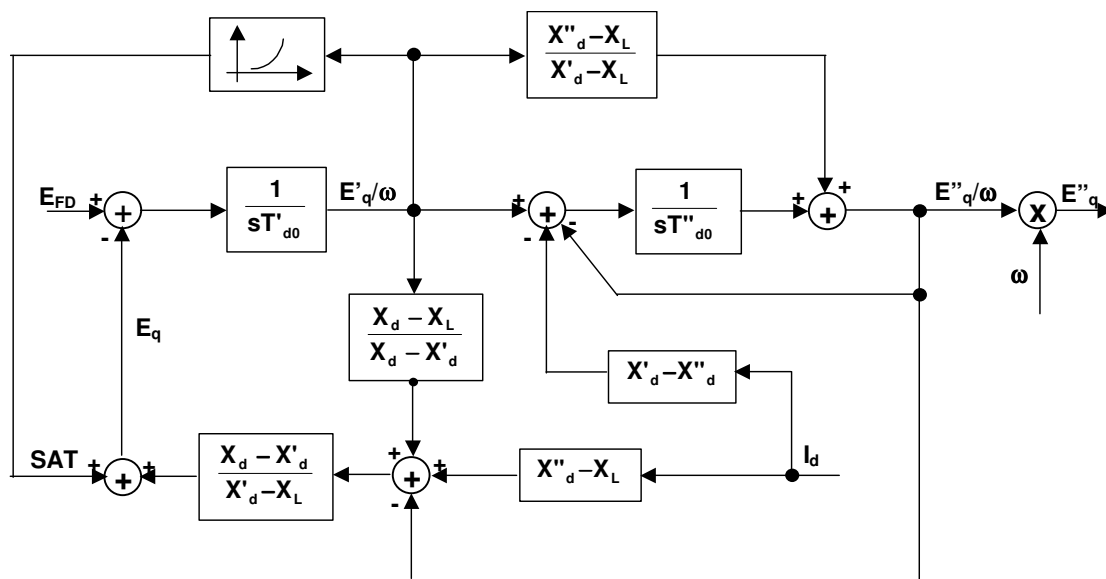 X''d–XL
X'd–XL
EFD
+
+
-
1
sT'd0
E'q/ω
+
+
-
-
1
sT''d0
+
+
+
E''q/ω
X
E''q
ω
Eq
Xd – XL
Xd – X'd
X'd–X''d
SAT
+
+
+
Xd – X'd
X'd–XL
+
+
+
-
X''d–XL
Id